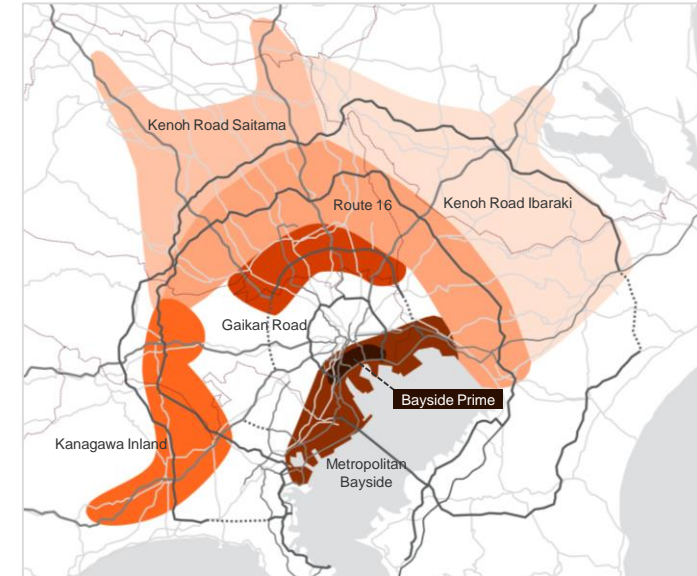 Kenoh Road Saitama
Route 16
Kenoh Road Ibaraki
Gaikan Road
Bayside Prime
Kanagawa Inland
Metropolitan
Bayside